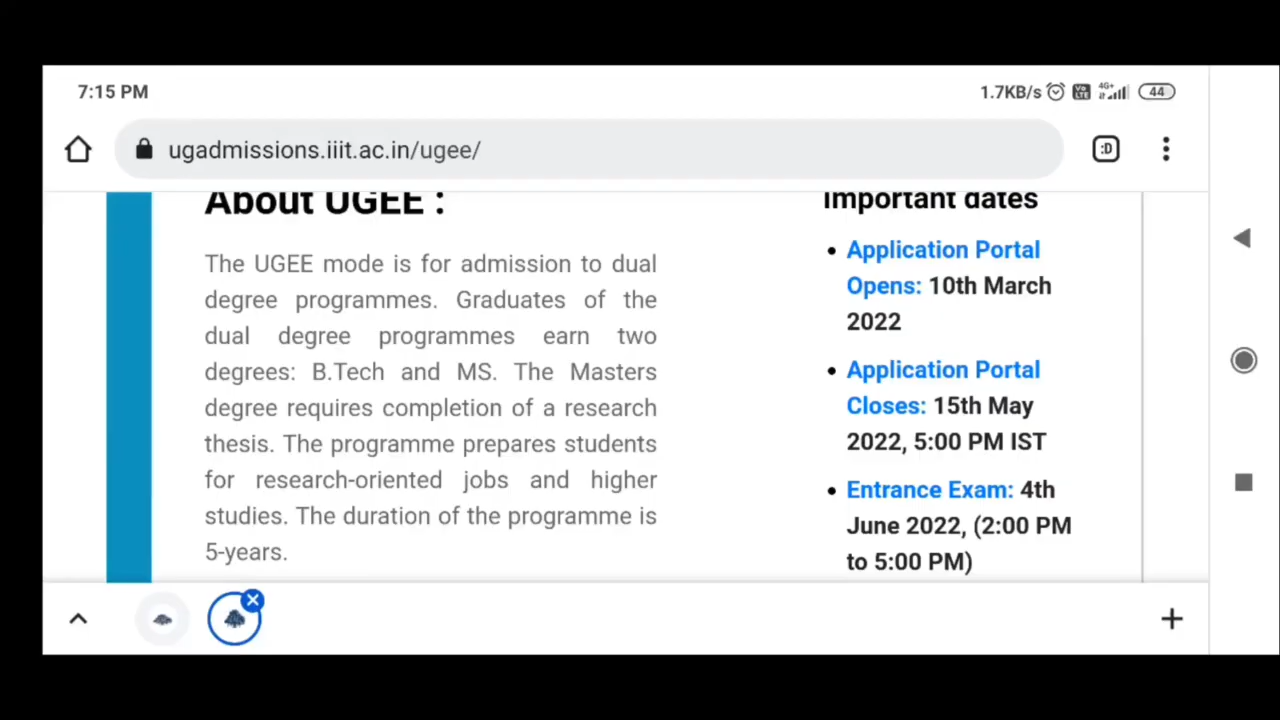 7:15 PM
1.7KB/s
4G+
Vo LTE
44
ugadmissions.iiit.ac.in/ugee/
:D
About UGEE :
The UGEE mode is for admission to dual
degree programmes. Graduates of the
dual degree programmes earn two
degrees: B.Tech and MS. The Masters
degree requires completion of a research
thesis. The programme prepares students
for research-oriented jobs and higher
studies. The duration of the programme is
5-years.
Important dates
Application Portal
Opens: 10th March
2022
Application Portal
Closes: 15th May
2022, 5:00 PM IST
Entrance Exam: 4th
June 2022, (2:00 PM
to 5:00 PM)